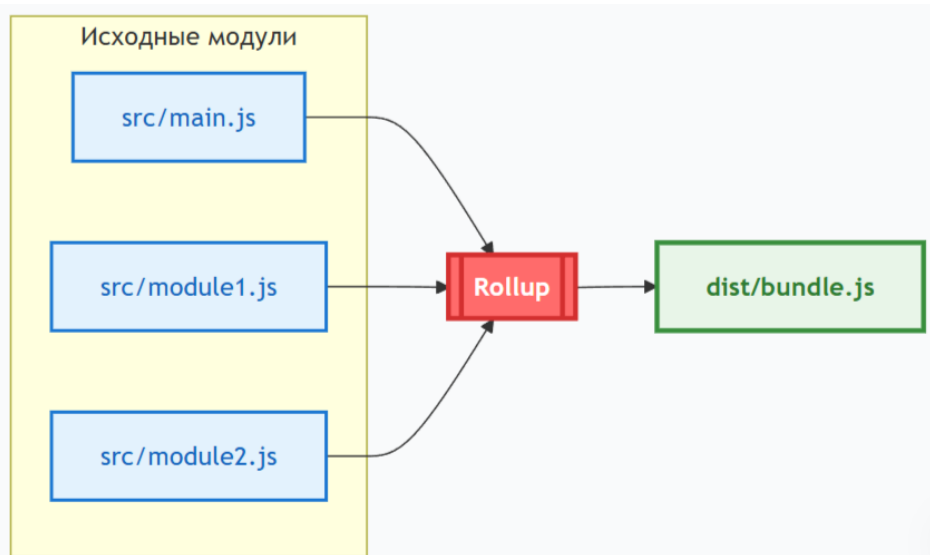 Исходные модули
src/main.js
src/module1.js
Rollup
dist/bundle.js
src/module2.js